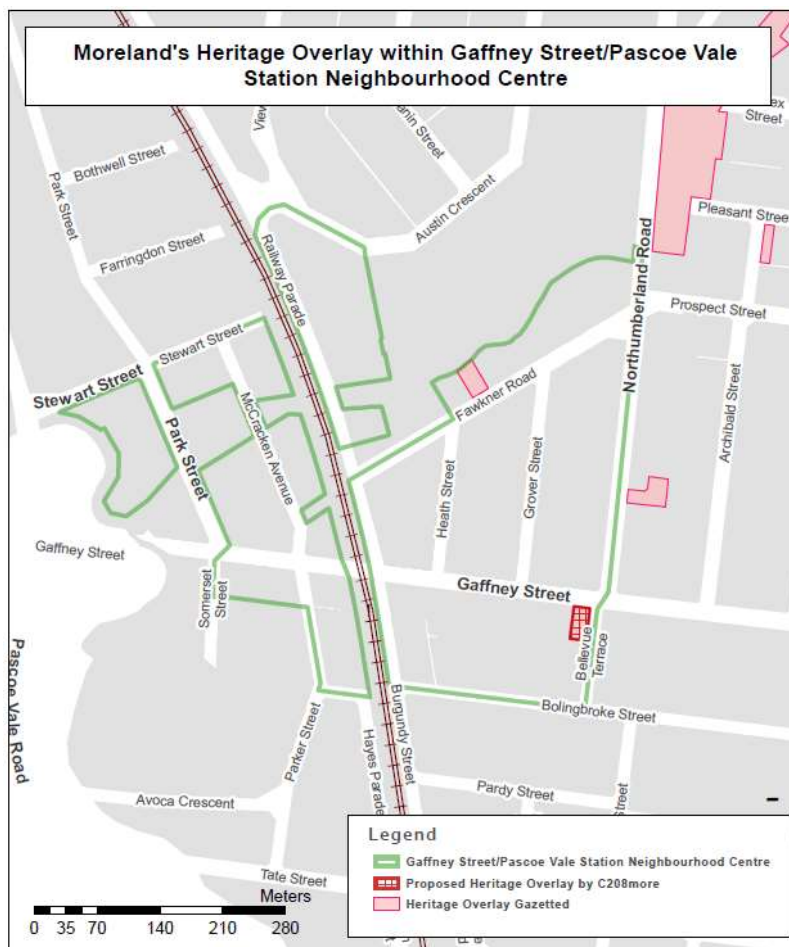 Moreland's Heritage Overlay within Gaffney Street/Pascoe Vale
Station Neighbourhood Centre
Street
View
Street
Bothwell Street
Park Street
Austin Crescent
Pleasant Street
Farringdon Street
Railway Parade
Northumberland Road
Prospect Street
Stewart Street
Stewart Street
McCracken Avenue
Fawkner Road
Archibald Street
Park Street
Heath Street
Grover Street
Gaffney Street
Gaffney Street
Somerset
Street
Bellevue
Terrace
Pascoe Vale Road
Bolingbroke Street
Burgundy Street
Parker Street
Hayes Parade
Pardy Street
Street
Avoca Crescent
Tate Street
Legend
Gaffney Street/Pascoe Vale Station Neighbourhood Centre
Proposed Heritage Overlay by C208more
Heritage Overlay Gazetted
Meters
0 35 70 140 210 280